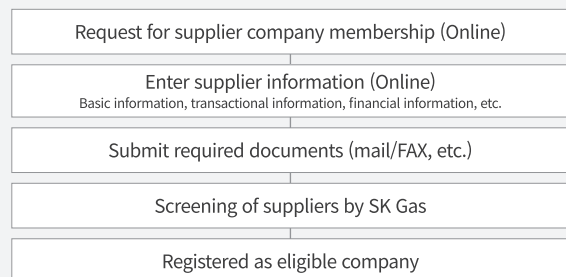 Request for supplier company membership (Online)
Enter supplier information (Online)
Basic information, transactional information, financial information, etc.
Submit required documents (mail/FAX, etc.)
Screening of suppliers by SK Gas
Registered as eligible company